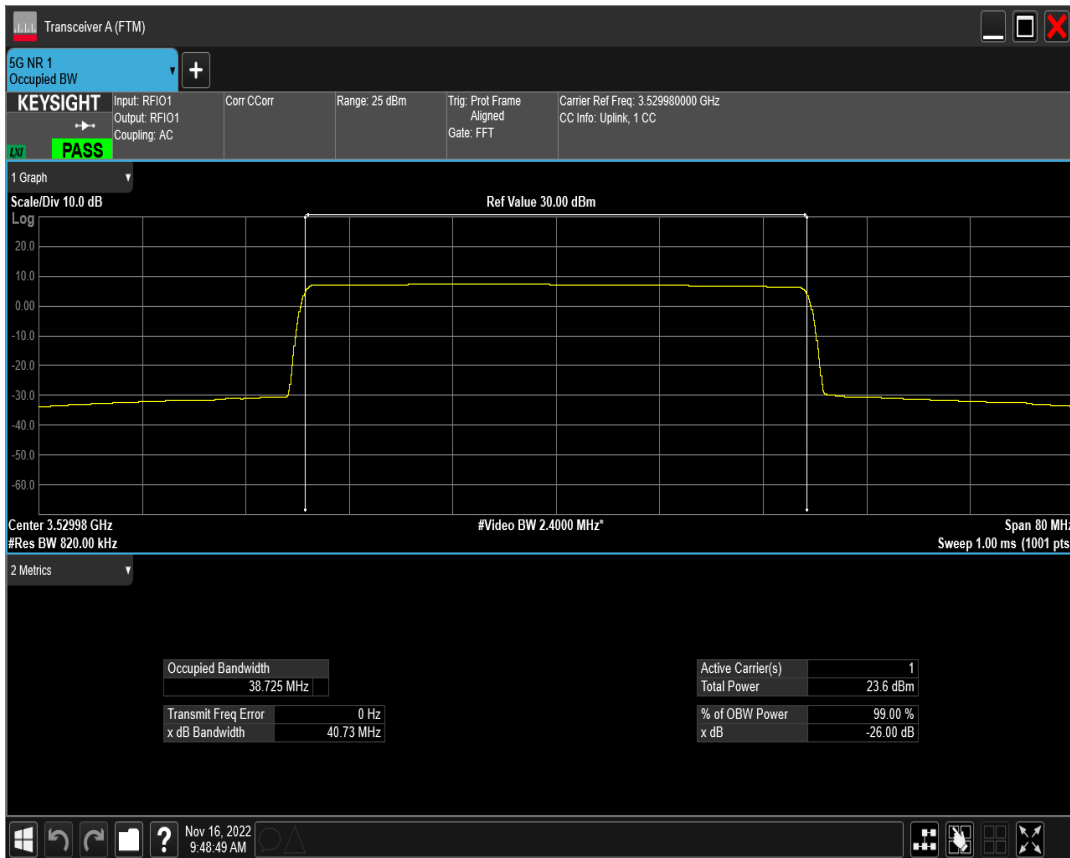 Transceiver A (FTM)
5G NR 1
Occupied BW
+
KEYSIGHT
LXI
PASS
Input: RFIO1
Output: RFIO1
Coupling: AC
Corr CCorr
Range: 25 dBm
Trig: Prot Frame
Aligned
Gate: FFT
Carrier Ref Freq: 3.529980000 GHz
CC Info: Uplink, 1 CC
1 Graph
Scale/Div 10.0 dB
Ref Value 30.00 dBm
Log
20.0
10.0
0.00
-10.0
-20.0
-30.0
-40.0
-50.0
-60.0
Center 3.52998 GHz
#Video BW 2.4000 MHz*
Span 80 MHz
#Res BW 820.00 kHz
Sweep 1.00 ms (1001 pts
2 Metrics
Occupied Bandwidth
38.725 MHz
Transmit Freq Error 0 Hz
x dB Bandwidth 40.73 MHz
Active Carrier(s) 1
Total Power 23.6 dBm
% of OBW Power 99.00 %
x dB -26.00 dB
?
Nov 16, 2022
9:48:49 AM